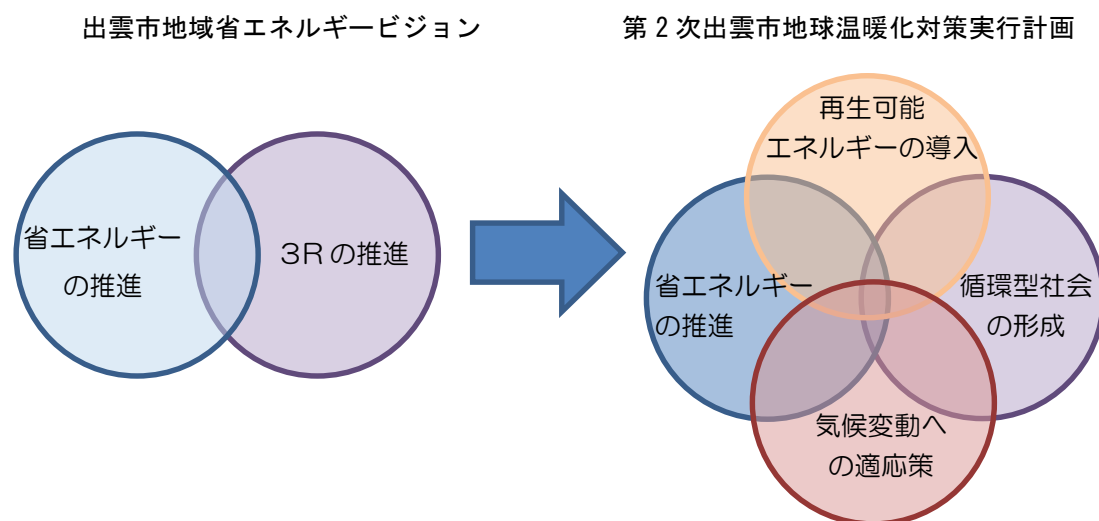 出雲市地域省エネルギービジョン
第2次出雲市地球温暖化対策実行計画
省エネルギー
の推進
3Rの推進
再生可能
エネルギーの導入
省エネルギー
の推進
循環型社会
の形成
気候変動へ
の適応策